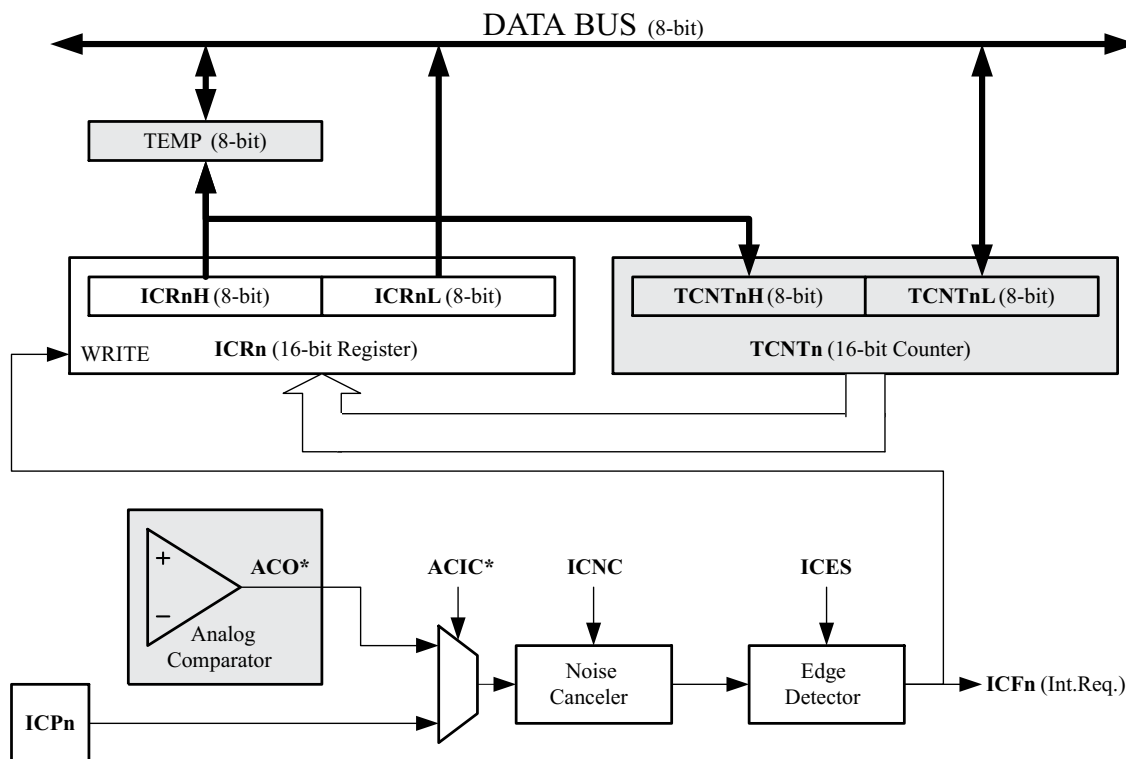 DATA BUS (8-bit)
TEMP (8-bit)
ICRnH (8-bit)
ICRnL (8-bit)
TCNTnH (8-bit)
TCNTnL (8-bit)
WRITE
ICRn (16-bit Register)
TCNTn (16-bit Counter)
+
−
ACO*
Analog
Comparator
ACIC*
ICNC
ICES
Noise
Canceler
Edge
Detector
ICFn (Int.Req.)
ICPn